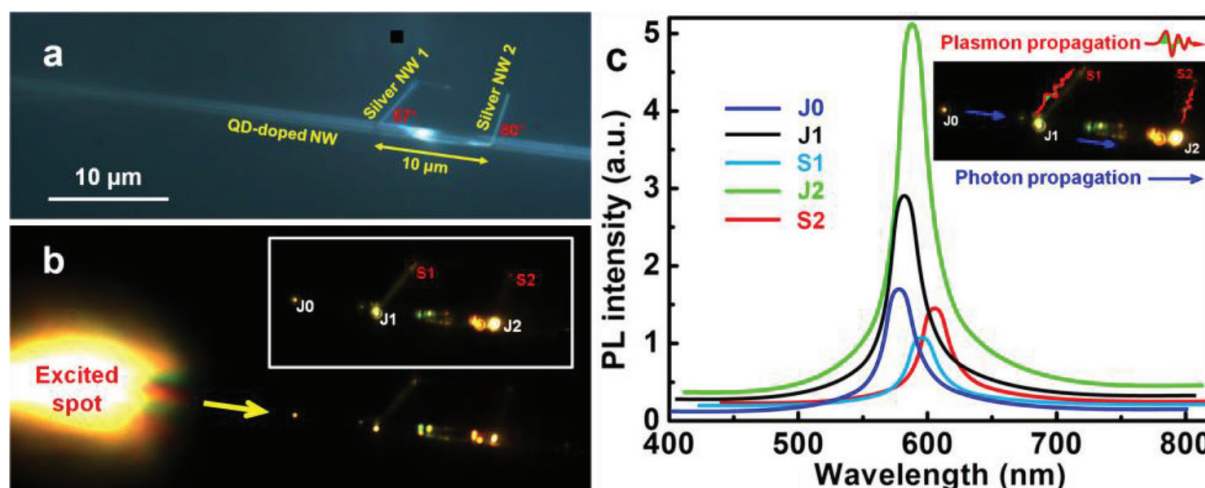 a
Silver NW 1
Silver NW 2
57°
80°
QD-doped NW
10 μm
10 μm
b
S1
S2
J0
J1
J2
Excited
spot
c
Plasmon propagation
S1
S2
J0
J1
J2
Photon propagation
J0
J1
S1
J2
S2
PL intensity (a.u.)
5
4
3
2
1
0
400 500 600 700 800
Wavelength (nm)